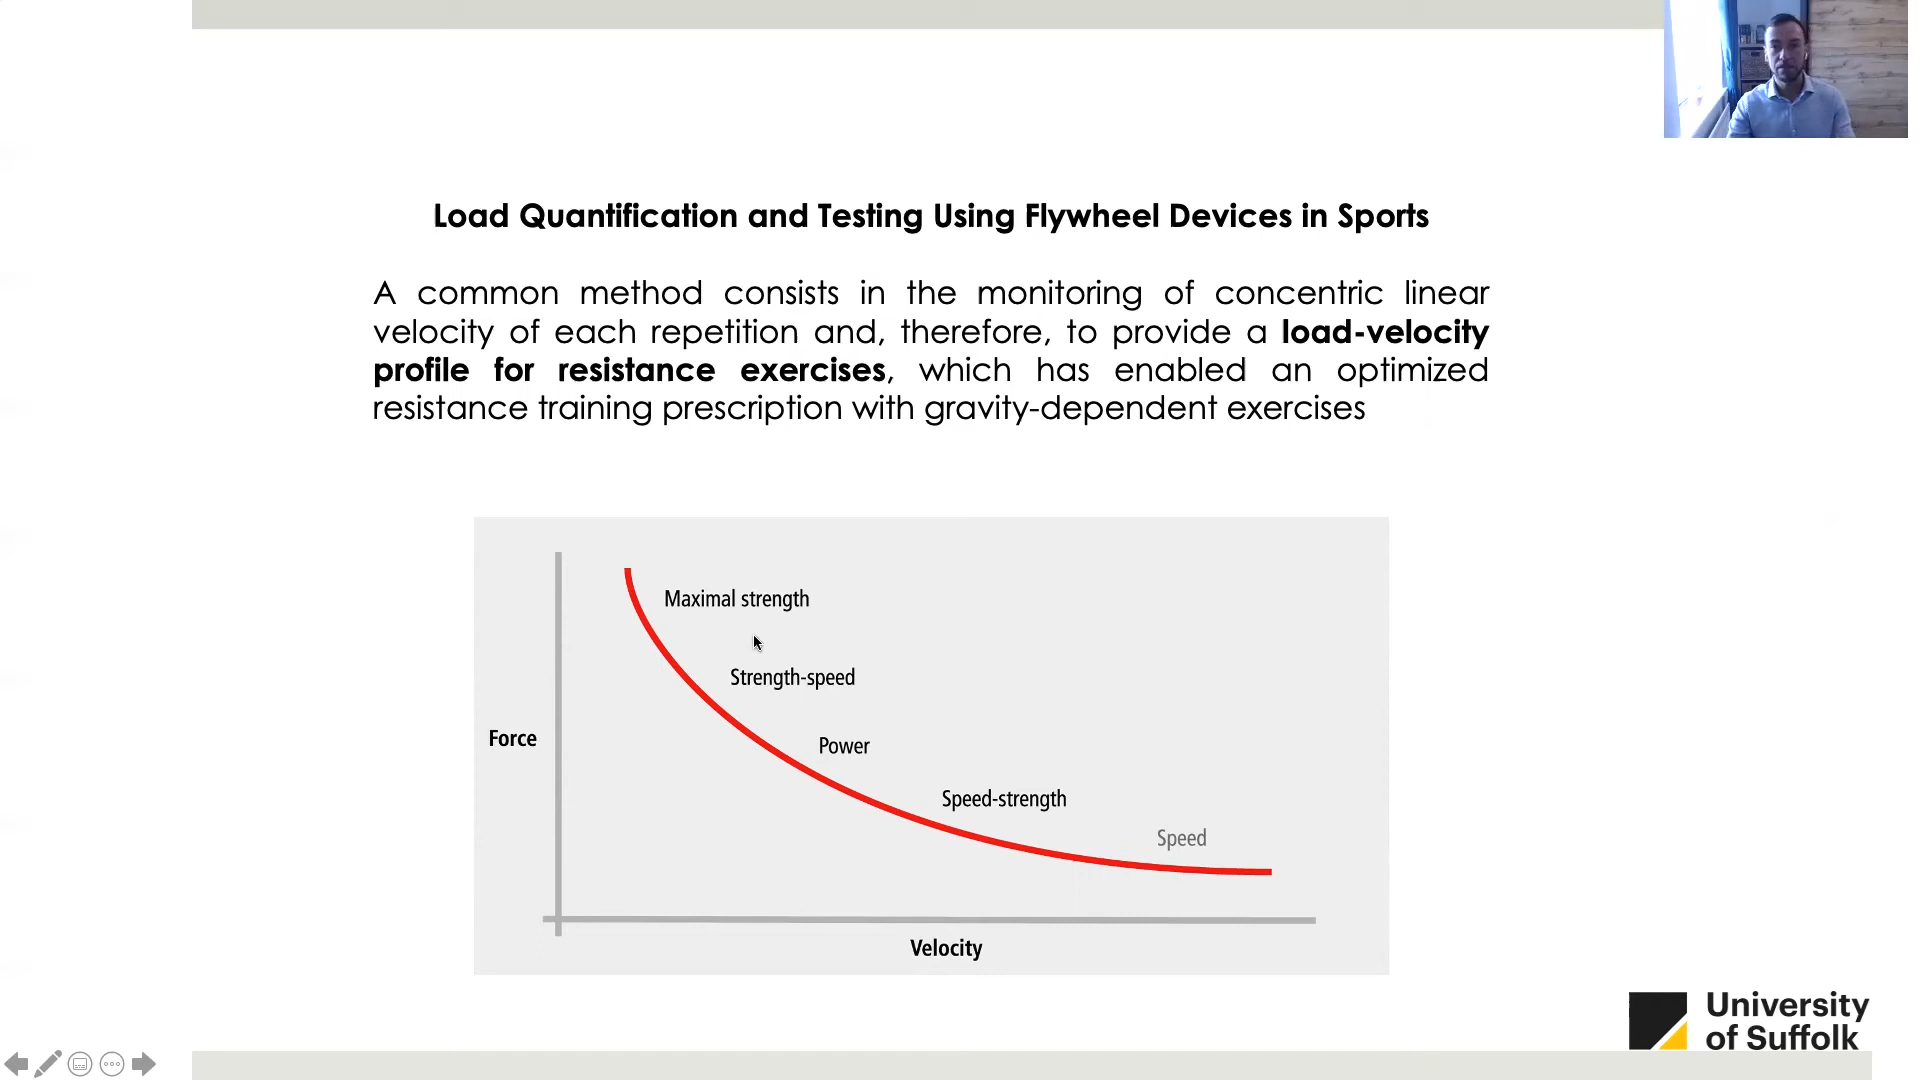 Load Quantification and Testing Using Flywheel Devices in Sports
A common method consists in the monitoring of concentric linear
velocity of each repetition and, therefore, to provide a load-velocity
profile for resistance exercises, which has enabled an optimized
resistance training prescription with gravity-dependent exercises
Maximal strength
Strength-speed
Force
Power
Speed-strength
Speed
Velocity
University
of Suffolk